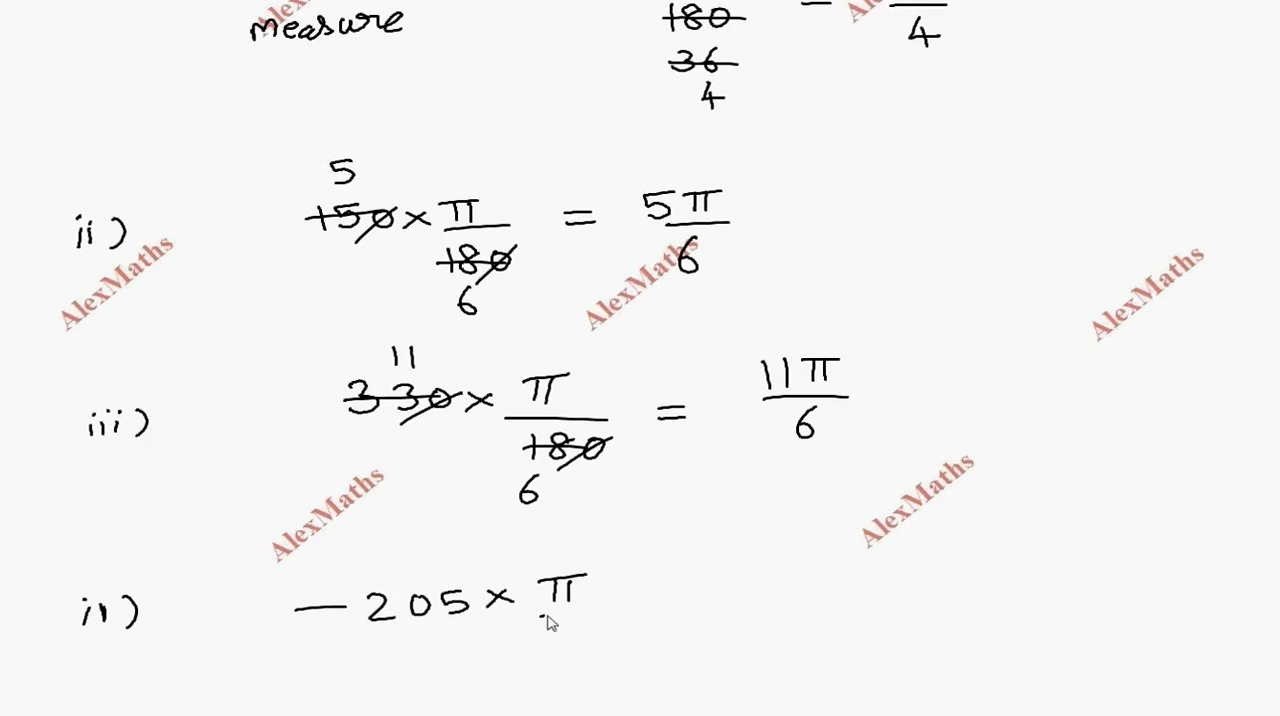 measure 180 = 4
36
4
5
ii) 150 × π/180 = 5π/6
6
11
iii) 330 × π/180 = 11π/6
6
iv) — 205 × π
AlexMaths
AlexMaths
AlexMaths
AlexMaths
AlexMaths